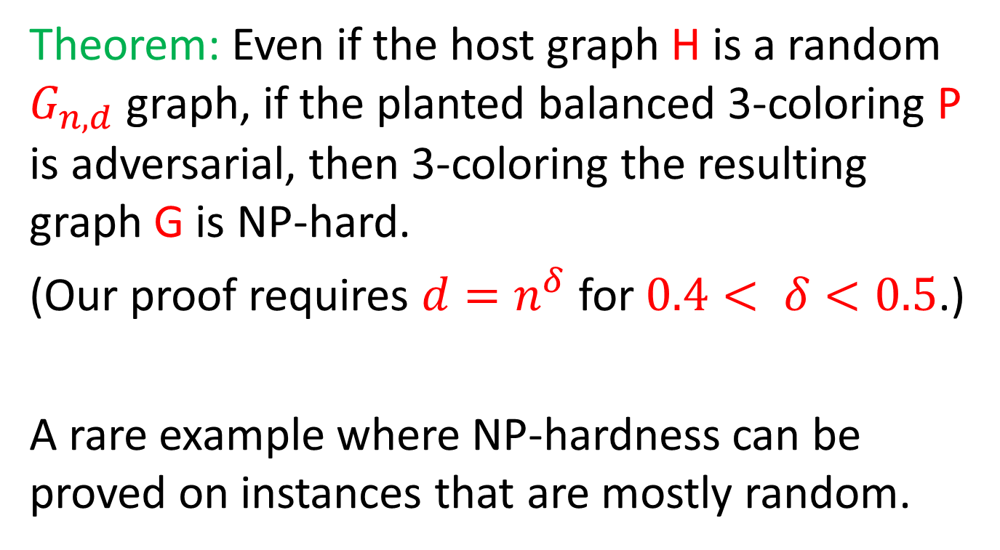 Theorem: Even if the host graph H is a random
$G_{n,d}$ graph, if the planted balanced 3-coloring P
is adversarial, then 3-coloring the resulting
graph G is NP-hard.
(Our proof requires $d = n^{\delta}$ for $0.4 < \delta < 0.5$.)
A rare example where NP-hardness can be
proved on instances that are mostly random.